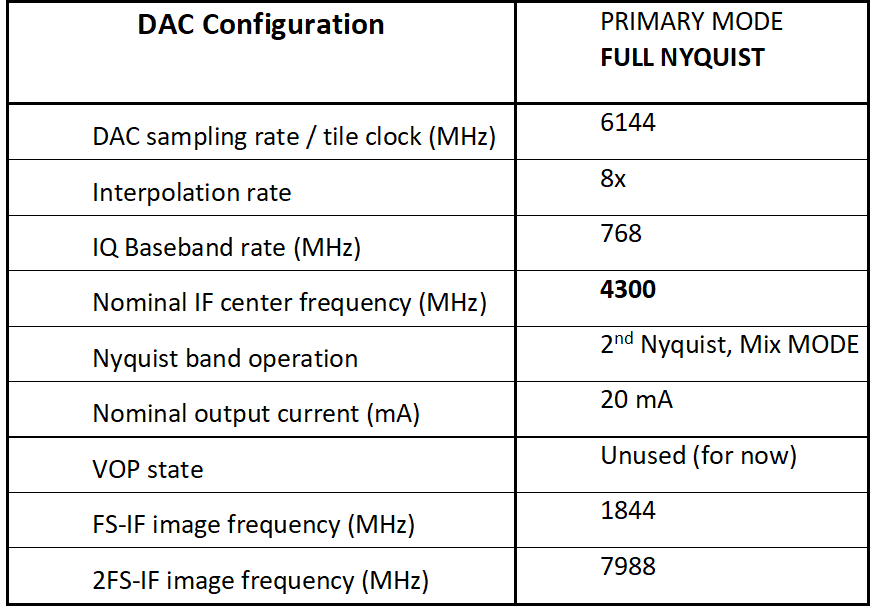 DAC Configuration
PRIMARY MODE
FULL NYQUIST
DAC sampling rate / tile clock (MHz)
6144
Interpolation rate
8x
IQ Baseband rate (MHz)
768
Nominal IF center frequency (MHz)
4300
Nyquist band operation
2nd Nyquist, Mix MODE
Nominal output current (mA)
20 mA
VOP state
Unused (for now)
FS-IF image frequency (MHz)
1844
2FS-IF image frequency (MHz)
7988